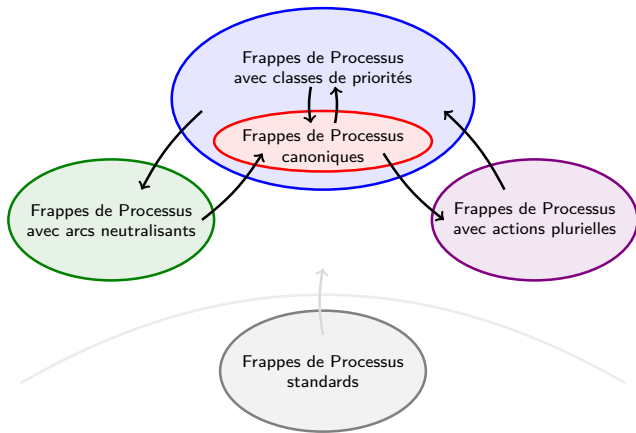 Frappes de Processus
avec classes de priorités
Frappes de Processus
canoniques
Frappes de Processus
avec arcs neutralisants
Frappes de Processus
avec actions plurielles
Frappes de Processus
standards